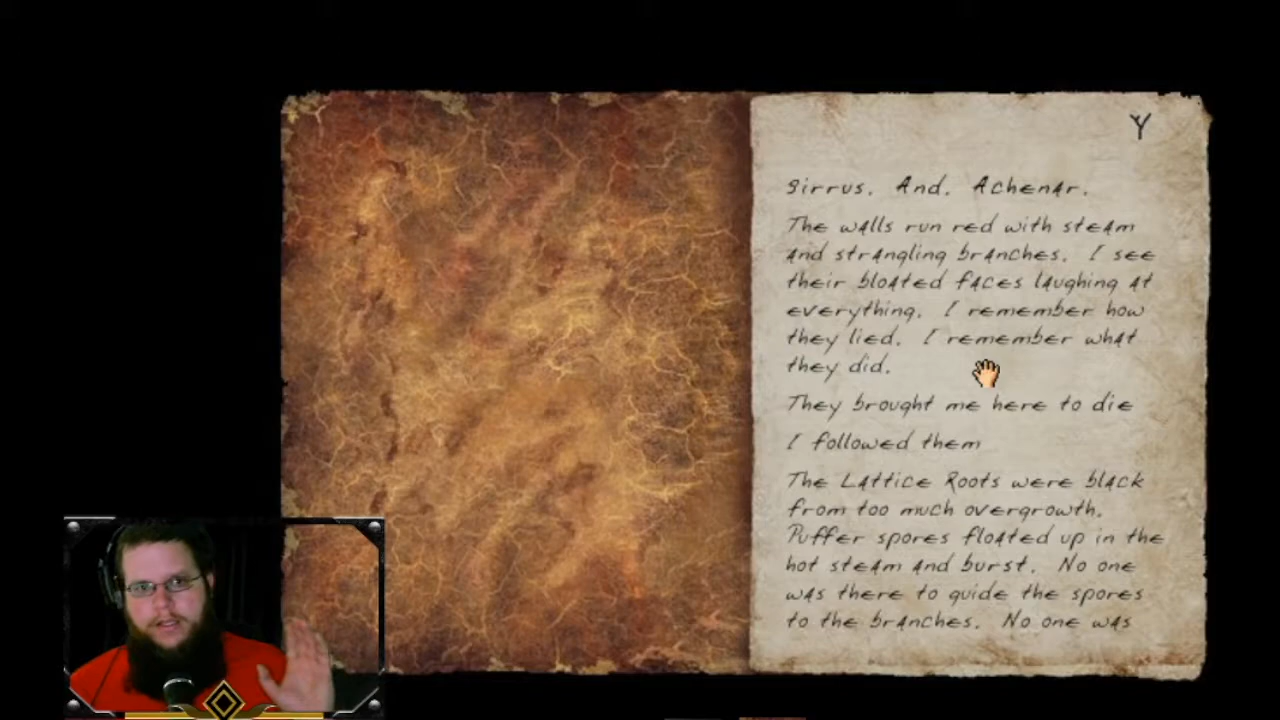 Y
Sirrus. And. Achenar.
The walls run red with steam
and strangling branches. I see
their bloated faces laughing at
everything. I remember how
they lied. I remember what
they did.
They brought me here to die
I followed them
The Lattice Roots were black
from too much overgrowth.
Puffer spores floated up in the
hot steam and burst. No one
was there to guide the spores
to the branches. No one was